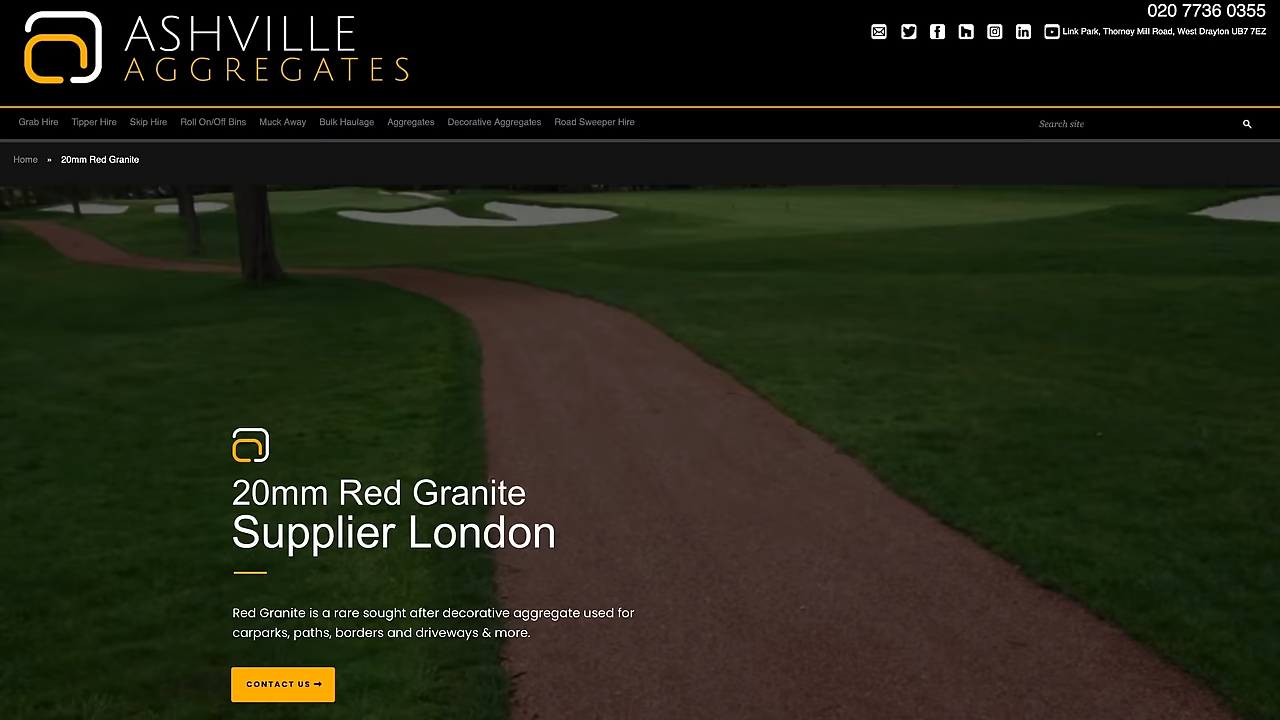 ASHVILLE
AGGREGATES
020 7736 0355
Link Park, Thorney Mill Road, West Drayton UB7 7EZ
Grab Hire Tipper Hire Skip Hire Roll On/Off Bins Muck Away Bulk Haulage Aggregates Decorative Aggregates Road Sweeper Hire
Search site
Home » 20mm Red Granite
20mm Red Granite
Supplier London
Red Granite is a rare sought after decorative aggregate used for
carparks, paths, borders and driveways & more.
CONTACT US →